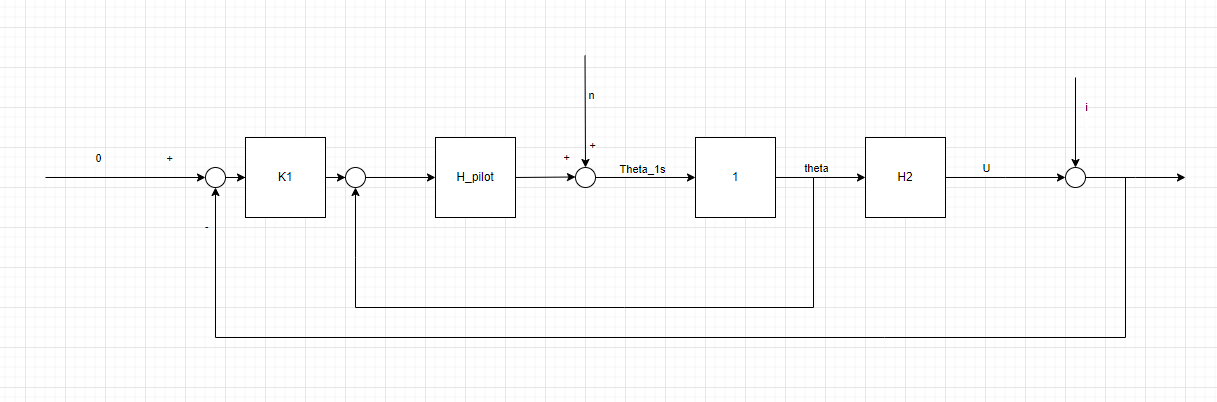 n
i
0
+
+
+
Theta_1s
theta
U
K1
H_pilot
1
H2
-